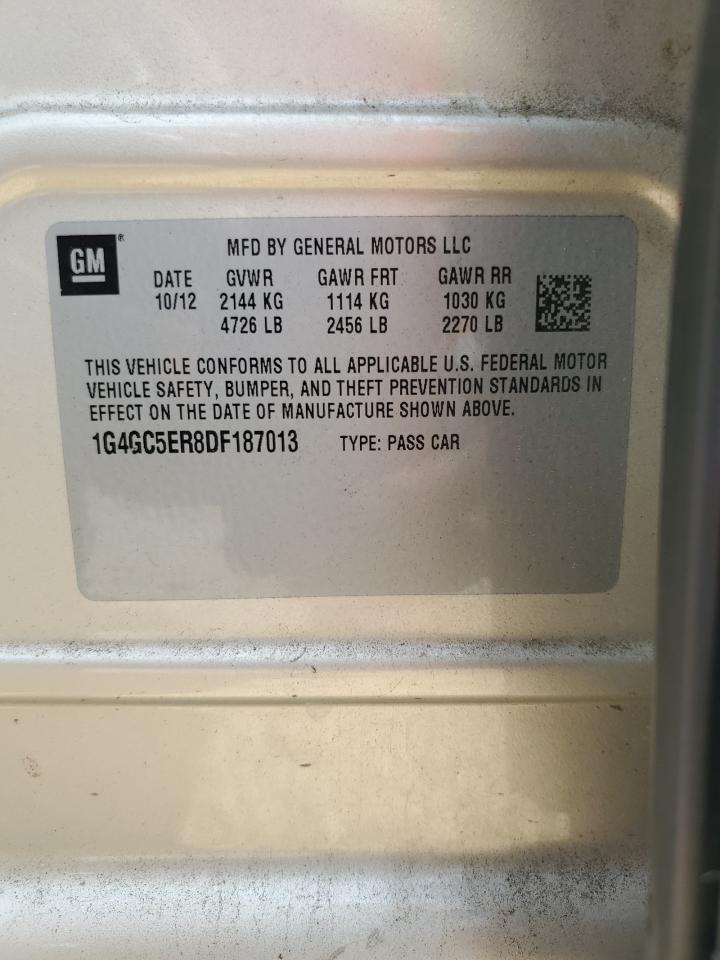 GM®
MFD BY GENERAL MOTORS LLC
DATE GVWR GAWR FRT GAWR RR
10/12 2144 KG 1114 KG 1030 KG
4726 LB 2456 LB 2270 LB
THIS VEHICLE CONFORMS TO ALL APPLICABLE U.S. FEDERAL MOTOR
VEHICLE SAFETY, BUMPER, AND THEFT PREVENTION STANDARDS IN
EFFECT ON THE DATE OF MANUFACTURE SHOWN ABOVE.
1G4GC5ER8DF187013 TYPE: PASS CAR